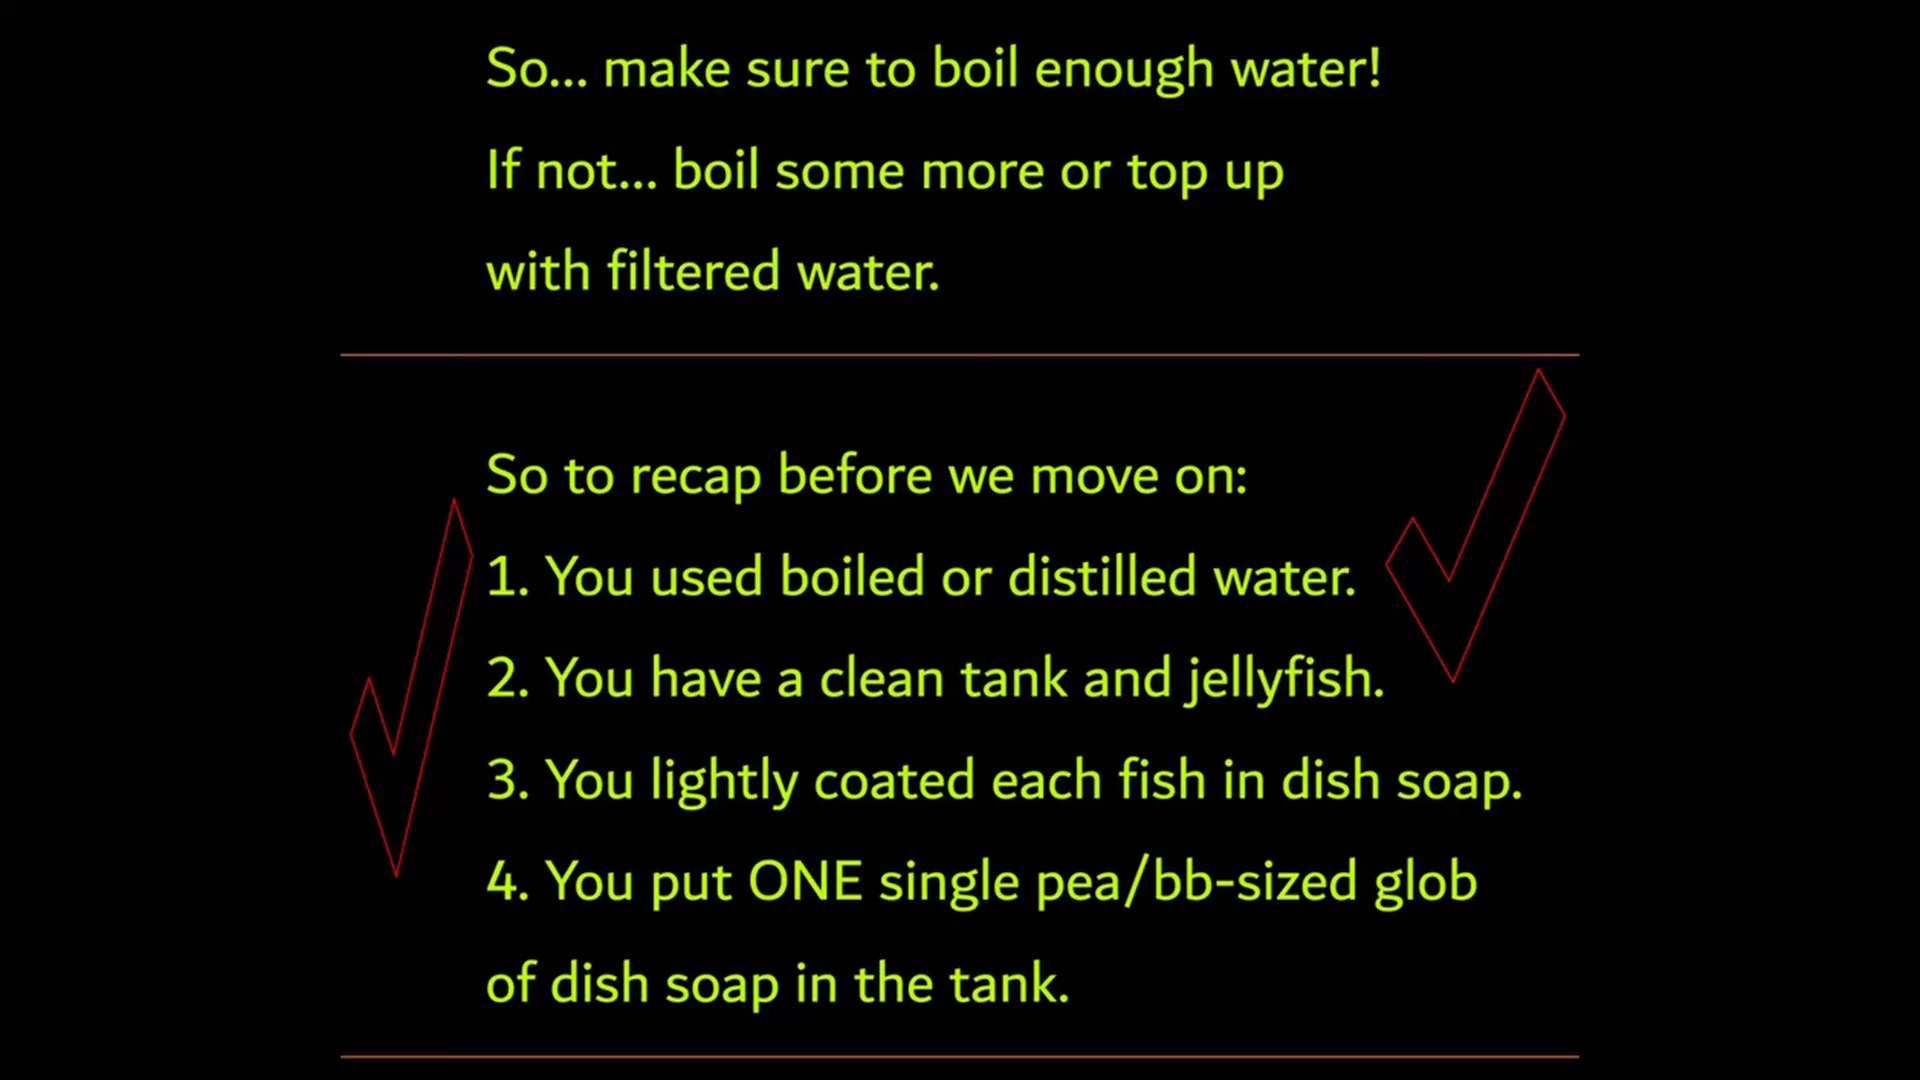 So... make sure to boil enough water!
If not... boil some more or top up
with filtered water.
So to recap before we move on:
1. You used boiled or distilled water.
2. You have a clean tank and jellyfish.
3. You lightly coated each fish in dish soap.
4. You put ONE single pea/bb-sized glob
of dish soap in the tank.